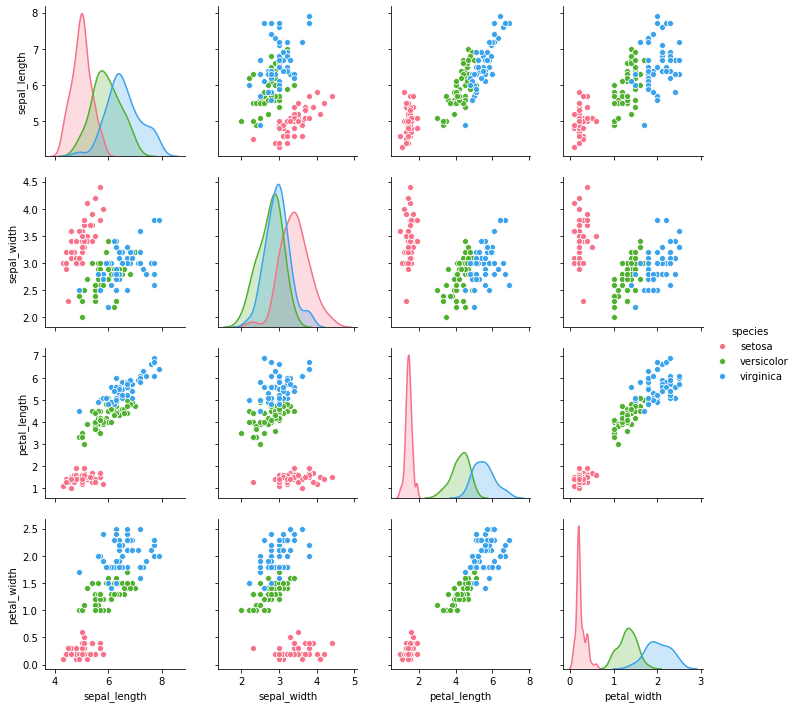 8
7
6
5
sepal_length
4.5
4.0
3.5
3.0
2.5
2.0
sepal_width
species
setosa
versicolor
virginica
7
6
5
4
3
2
1
petal_length
2.5
2.0
1.5
1.0
0.5
0.0
petal_width
4 6 8
sepal_length
2 3 4 5
sepal_width
2 4 6 8
petal_length
0 1 2 3
petal_width